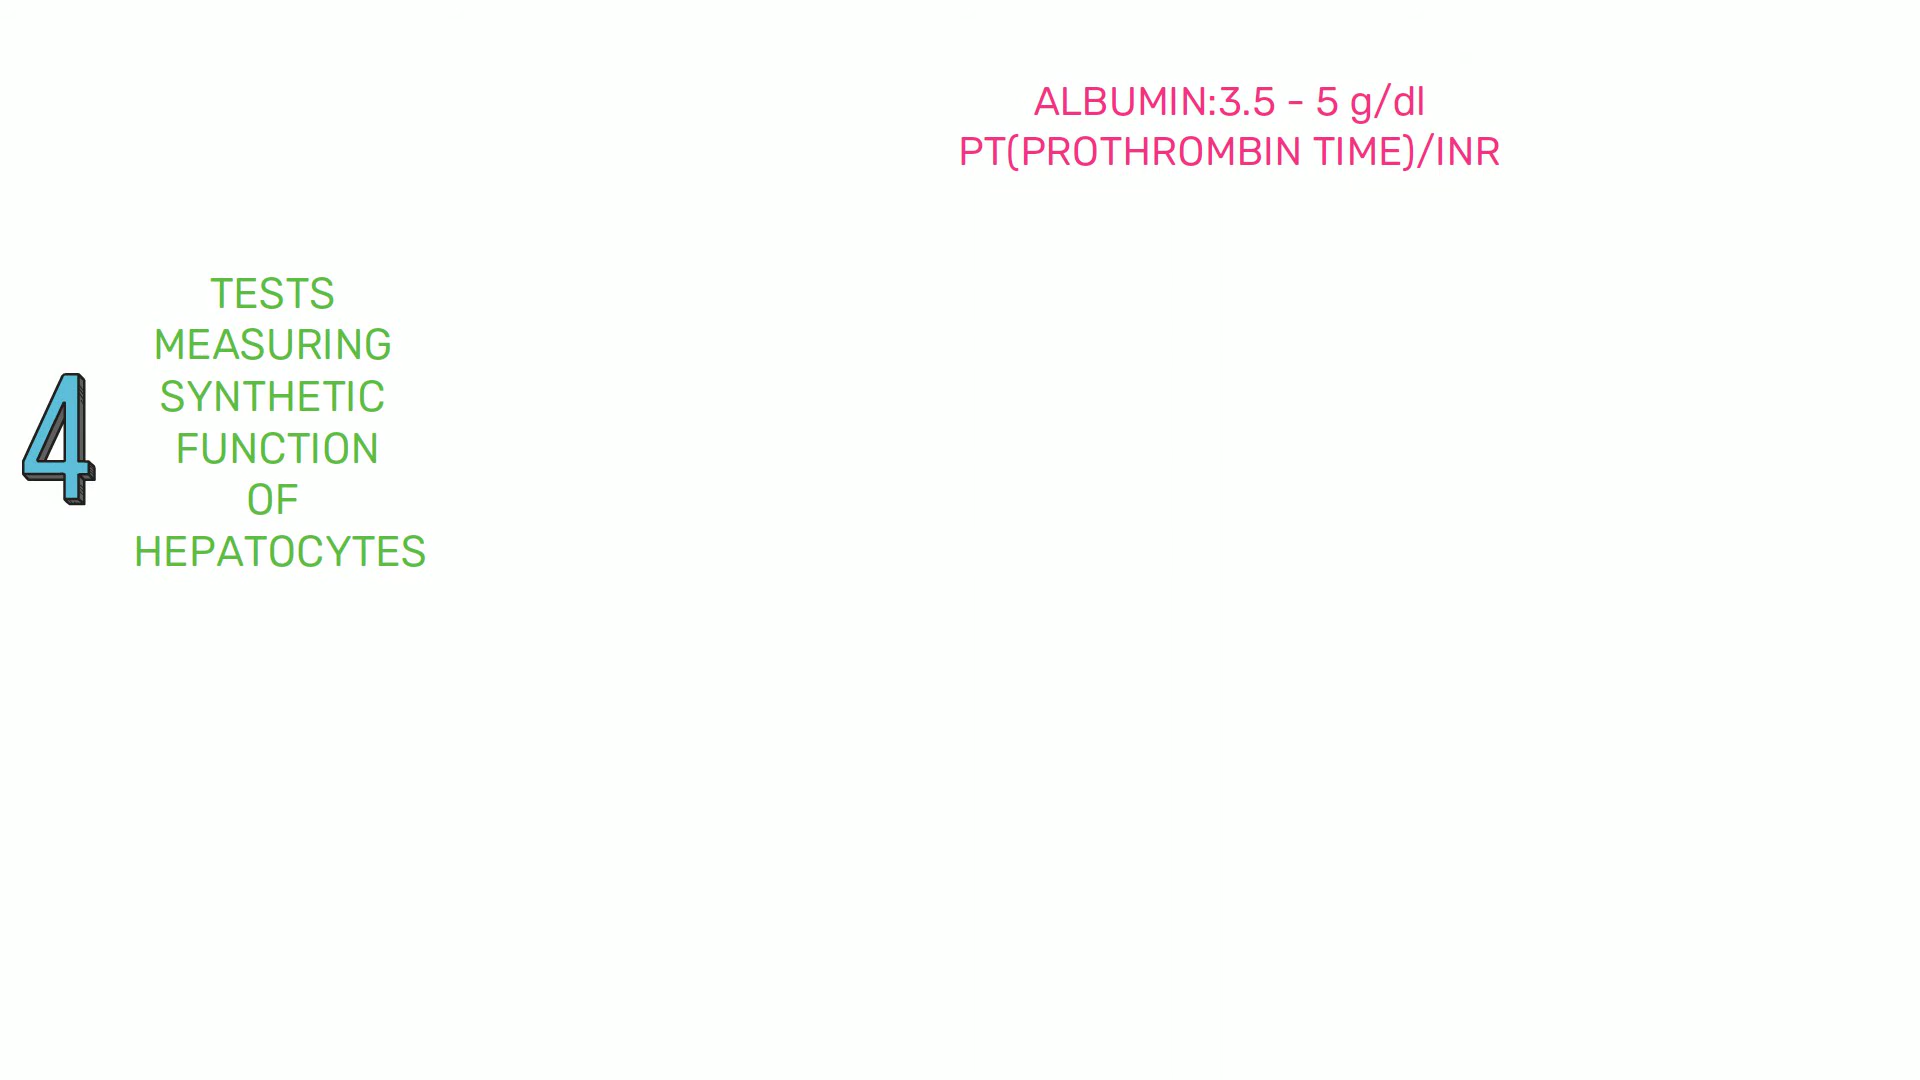 ALBUMIN:3.5 - 5 g/dl
PT(PROTHROMBIN TIME)/INR
4
TESTS
MEASURING
SYNTHETIC
FUNCTION
OF
HEPATOCYTES